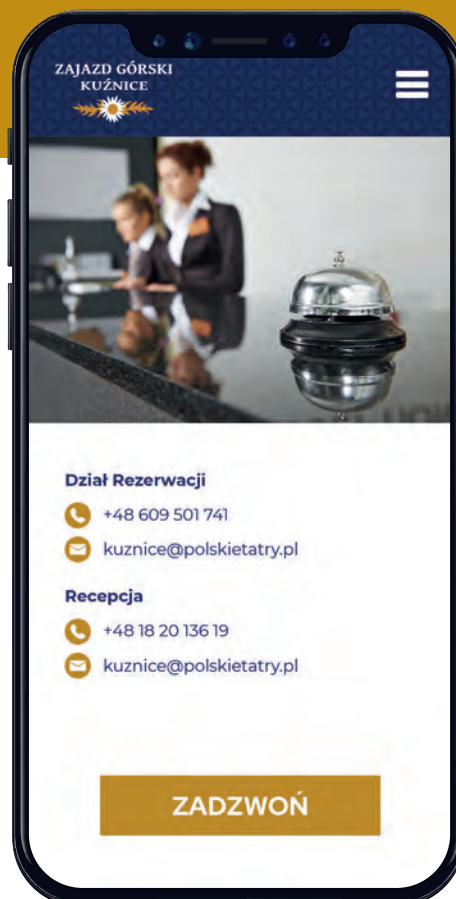 ZAJAZD GÓRSKI
KUŹNICE
Dział Rezerwacji
+48 609 501 741
kuznice@polskietatry.pl
Recepcja
+48 18 20 136 19
kuznice@polskietatry.pl
ZADZWOŃ